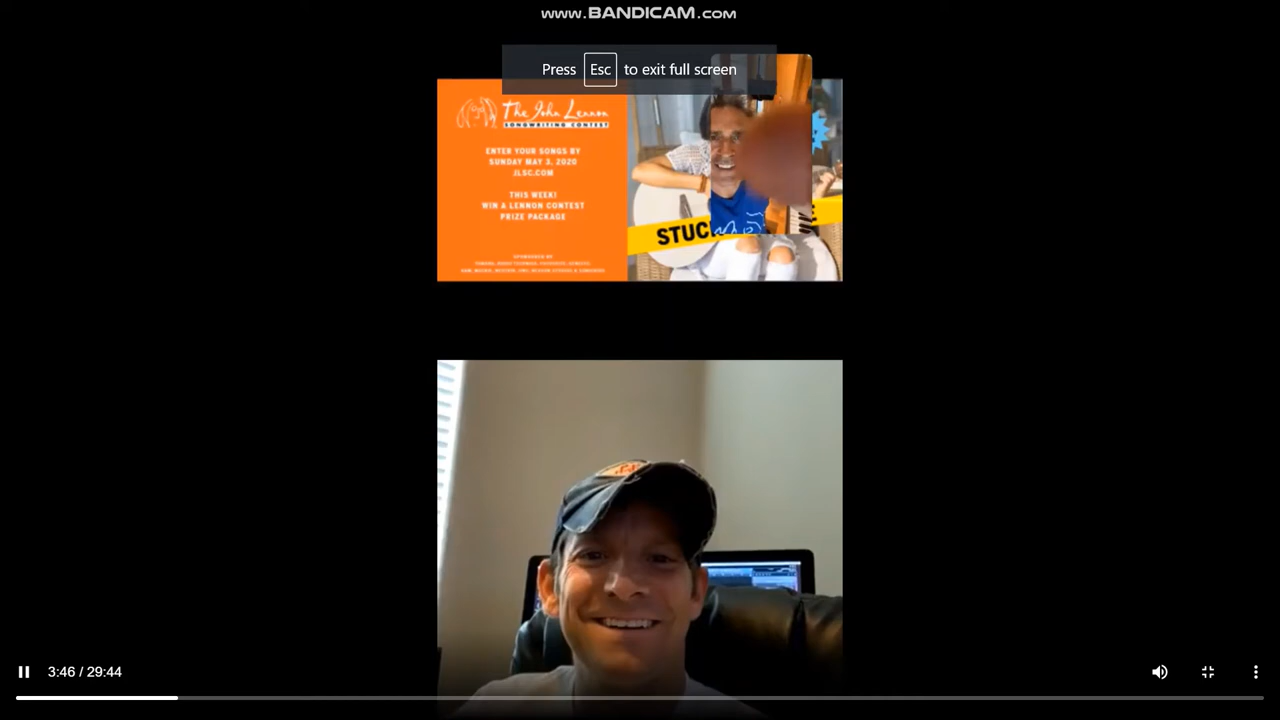 WWW.BANDICAM.COM
Press Esc to exit full screen
The John Lennon
SONGWRITING CONTEST
ENTER YOUR SONGS BY
SUNDAY MAY 3, 2020
JLSC.COM
THIS WEEK!
WIN A LENNON CONTEST
PRIZE PACKAGE
SPONSORED BY
STUC
E
3:46 / 29:44